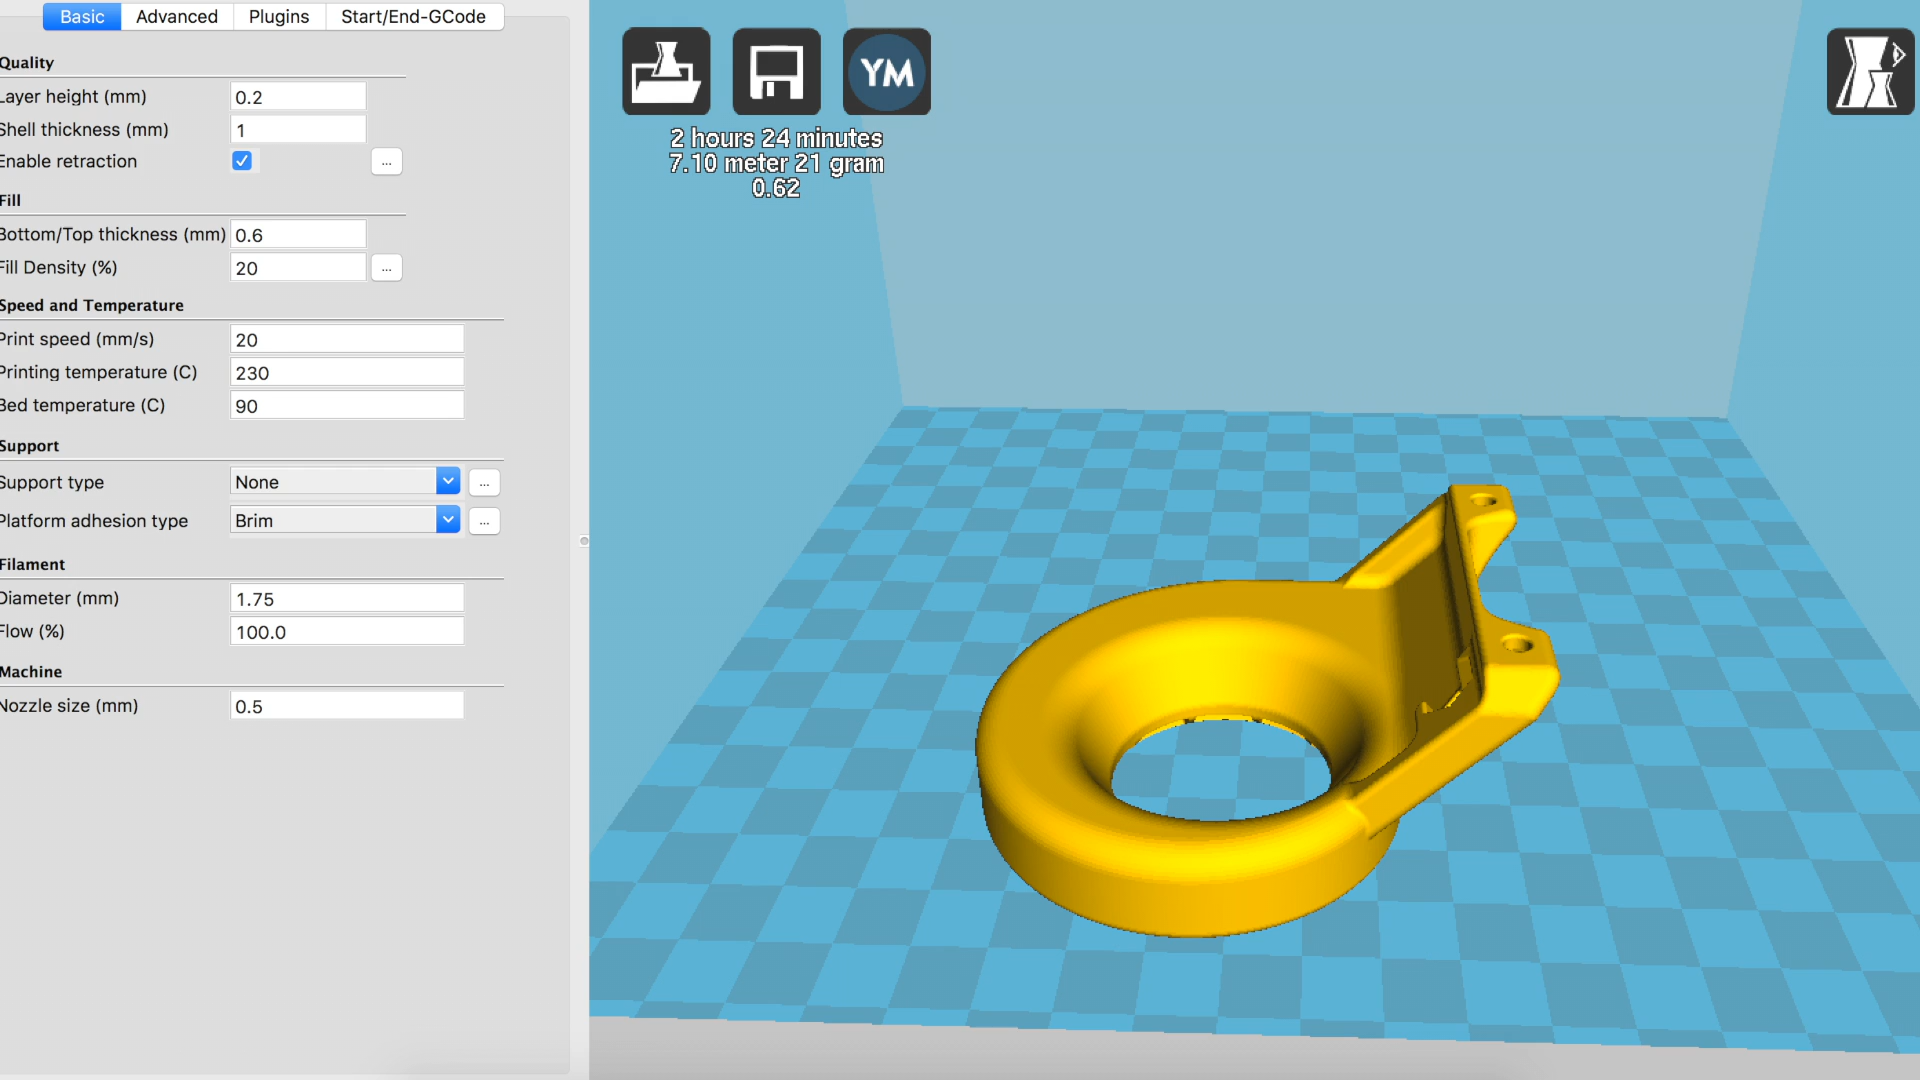 Basic Advanced Plugins Start/End-GCode
Quality
Layer height (mm) 0.2
Shell thickness (mm) 1
Enable retraction ...
Fill
Bottom/Top thickness (mm) 0.6
Fill Density (%) 20 ...
Speed and Temperature
Print speed (mm/s) 20
Printing temperature (C) 230
Bed temperature (C) 90
Support
Support type None ...
Platform adhesion type Brim ...
Filament
Diameter (mm) 1.75
Flow (%) 100.0
Machine
Nozzle size (mm) 0.5
YM
2 hours 24 minutes
7.10 meter 21 gram
0.62